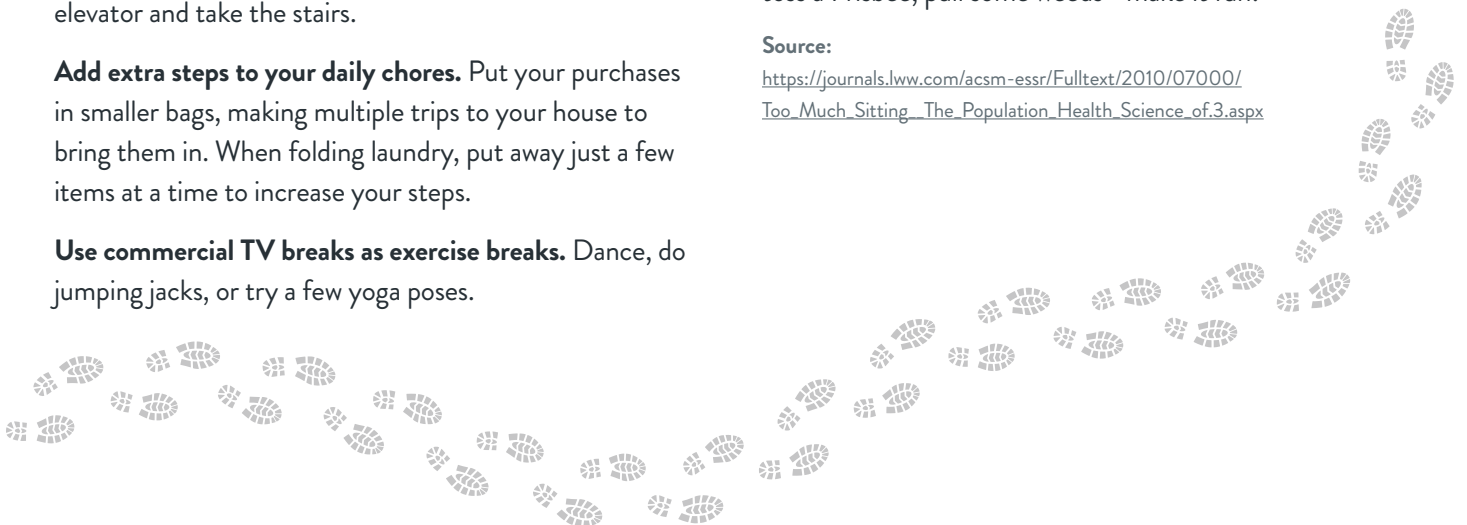 elevator and take the stairs.
Add extra steps to your daily chores. Put your purchases
in smaller bags, making multiple trips to your house to
bring them in. When folding laundry, put away just a few
items at a time to increase your steps.
Use commercial TV breaks as exercise breaks. Dance, do
jumping jacks, or try a few yoga poses.
Source:
https://journals.lww.com/acsm-essr/Fulltext/2010/07000/
Too_Much_Sitting__The_Population_Health_Science_of.3.aspx